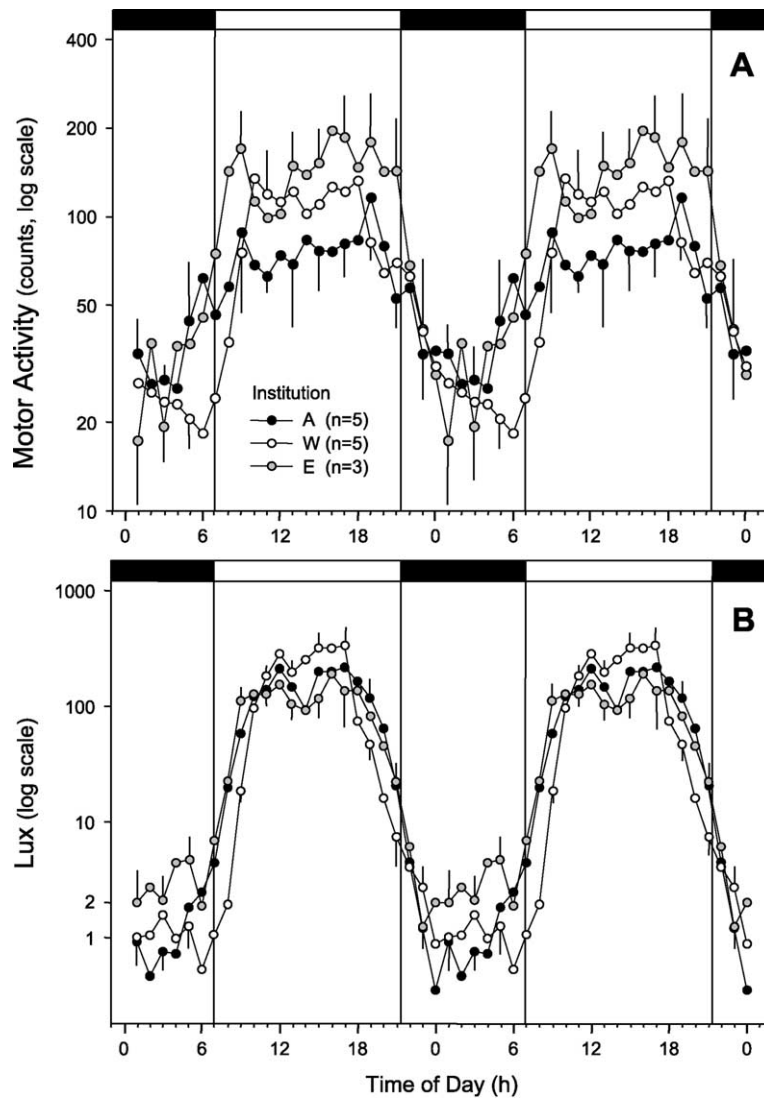 A
Motor Activity (counts, log scale)
400
200
100
50
20
10
Institution
A (n=5)
W (n=5)
E (n=3)
0 6 12 18 0 6 12 18 0
B
Lux (log scale)
1000
100
10
2
1
0 6 12 18 0 6 12 18 0
Time of Day (h)